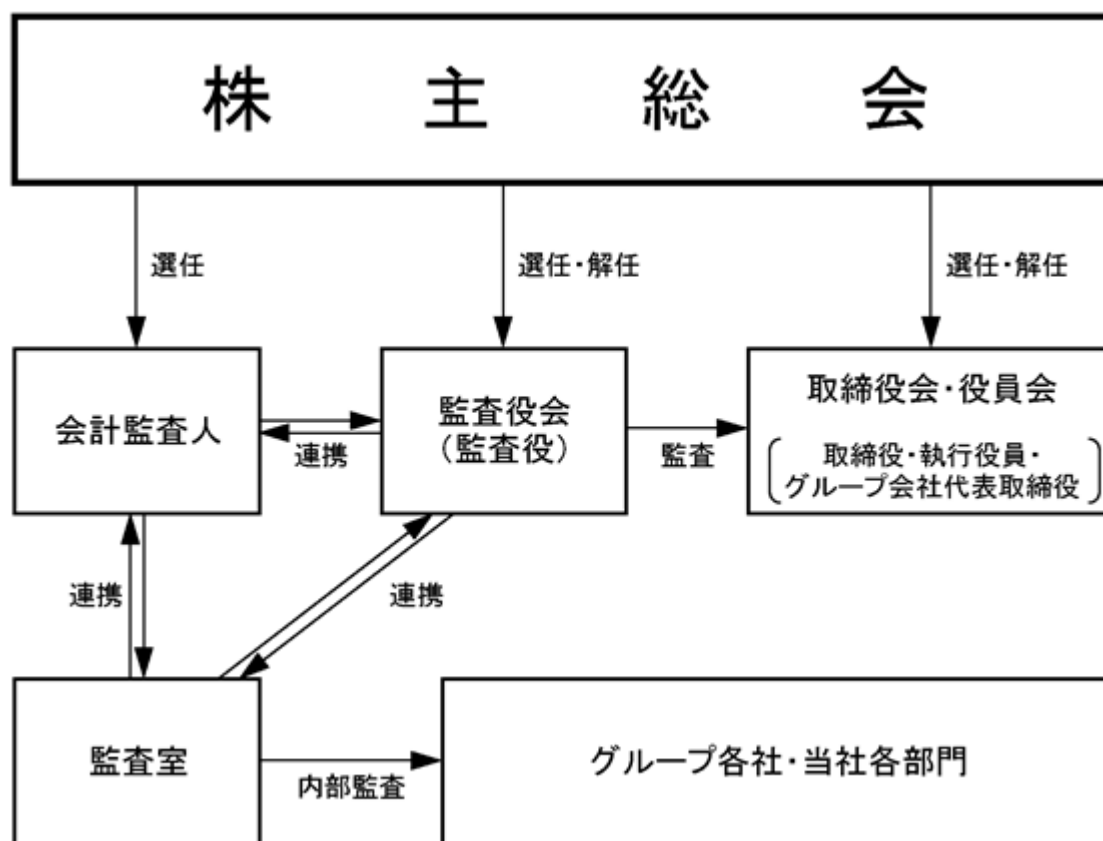 株主総会
選任
選任・解任
選任・解任
会計監査人
連携
監査役会
（監査役）
監査
取締役会・役員会
取締役・執行役員・
グループ会社代表取締役
連携
連携
監査室
内部監査
グループ各社・当社各部門